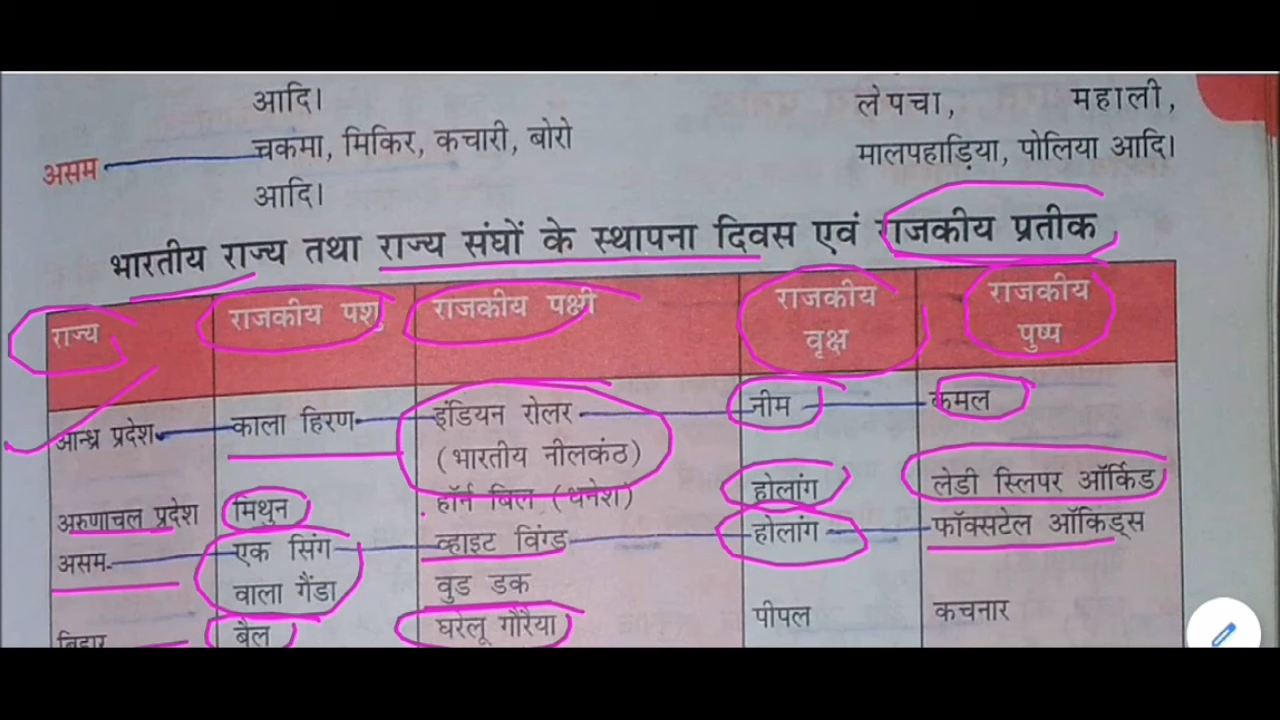 आदि।
लेपचा, महाली,
असम चकमा, मिकिर, कचारी, बोरो
मालपहाड़िया, पोलिया आदि।
आदि।
भारतीय राज्य तथा राज्य संघों के स्थापना दिवस एवं राजकीय प्रतीक
राज्य राजकीय पशु राजकीय पक्षी राजकीय वृक्ष राजकीय पुष्प
आन्ध्र प्रदेश काला हिरण इंडियन रोलर नीम कमल
(भारतीय नीलकंठ)
अरुणाचल प्रदेश मिथुन हॉर्न बिल (धनेश) होलांग लेडी स्लिपर ऑर्किड
असम एक सिंग व्हाइट विंग्ड होलांग फॉक्सटेल ऑर्किड्स
वाला गैंडा वुड डक
बिहार बैल घरेलू गौरैया पीपल कचनार